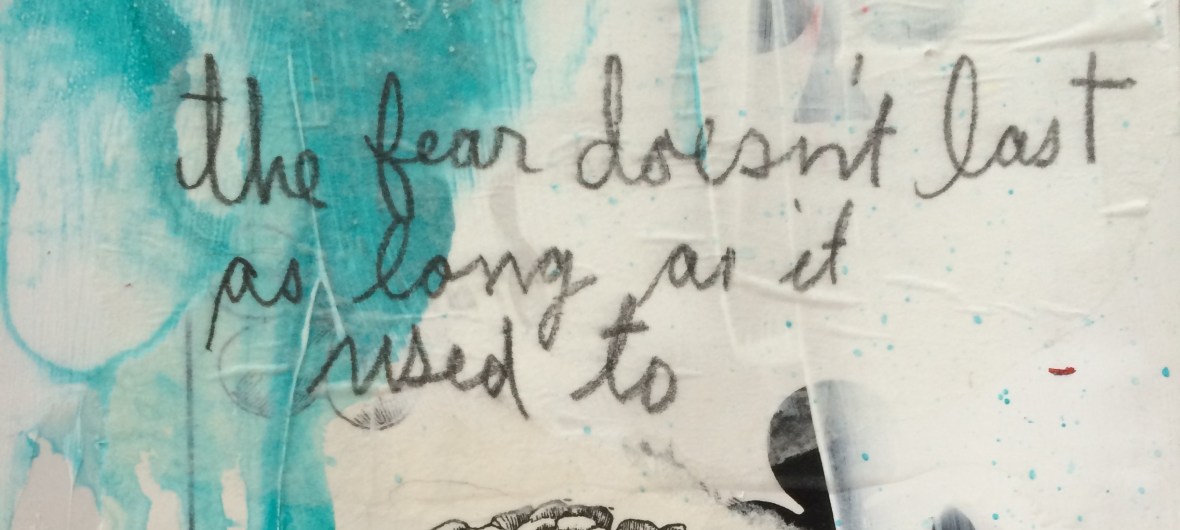 the fear doesn't last
as long as it
used to